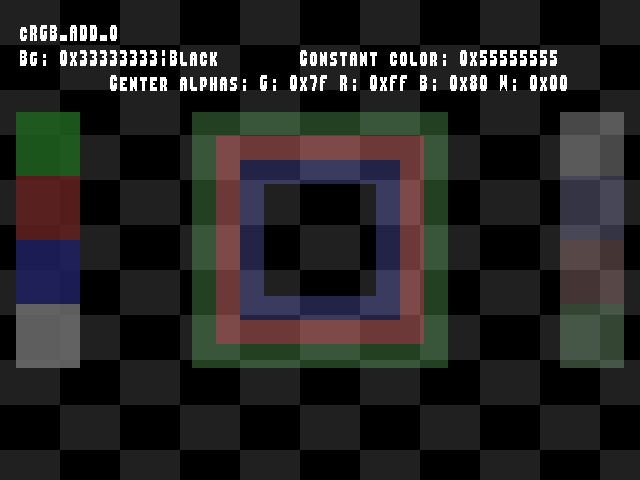 cRGB_ADD_0
Bg: 0x33333333;Black Constant color: 0x55555555
Center alphas: G: 0x7f R: 0xff B: 0x80 W: 0x00